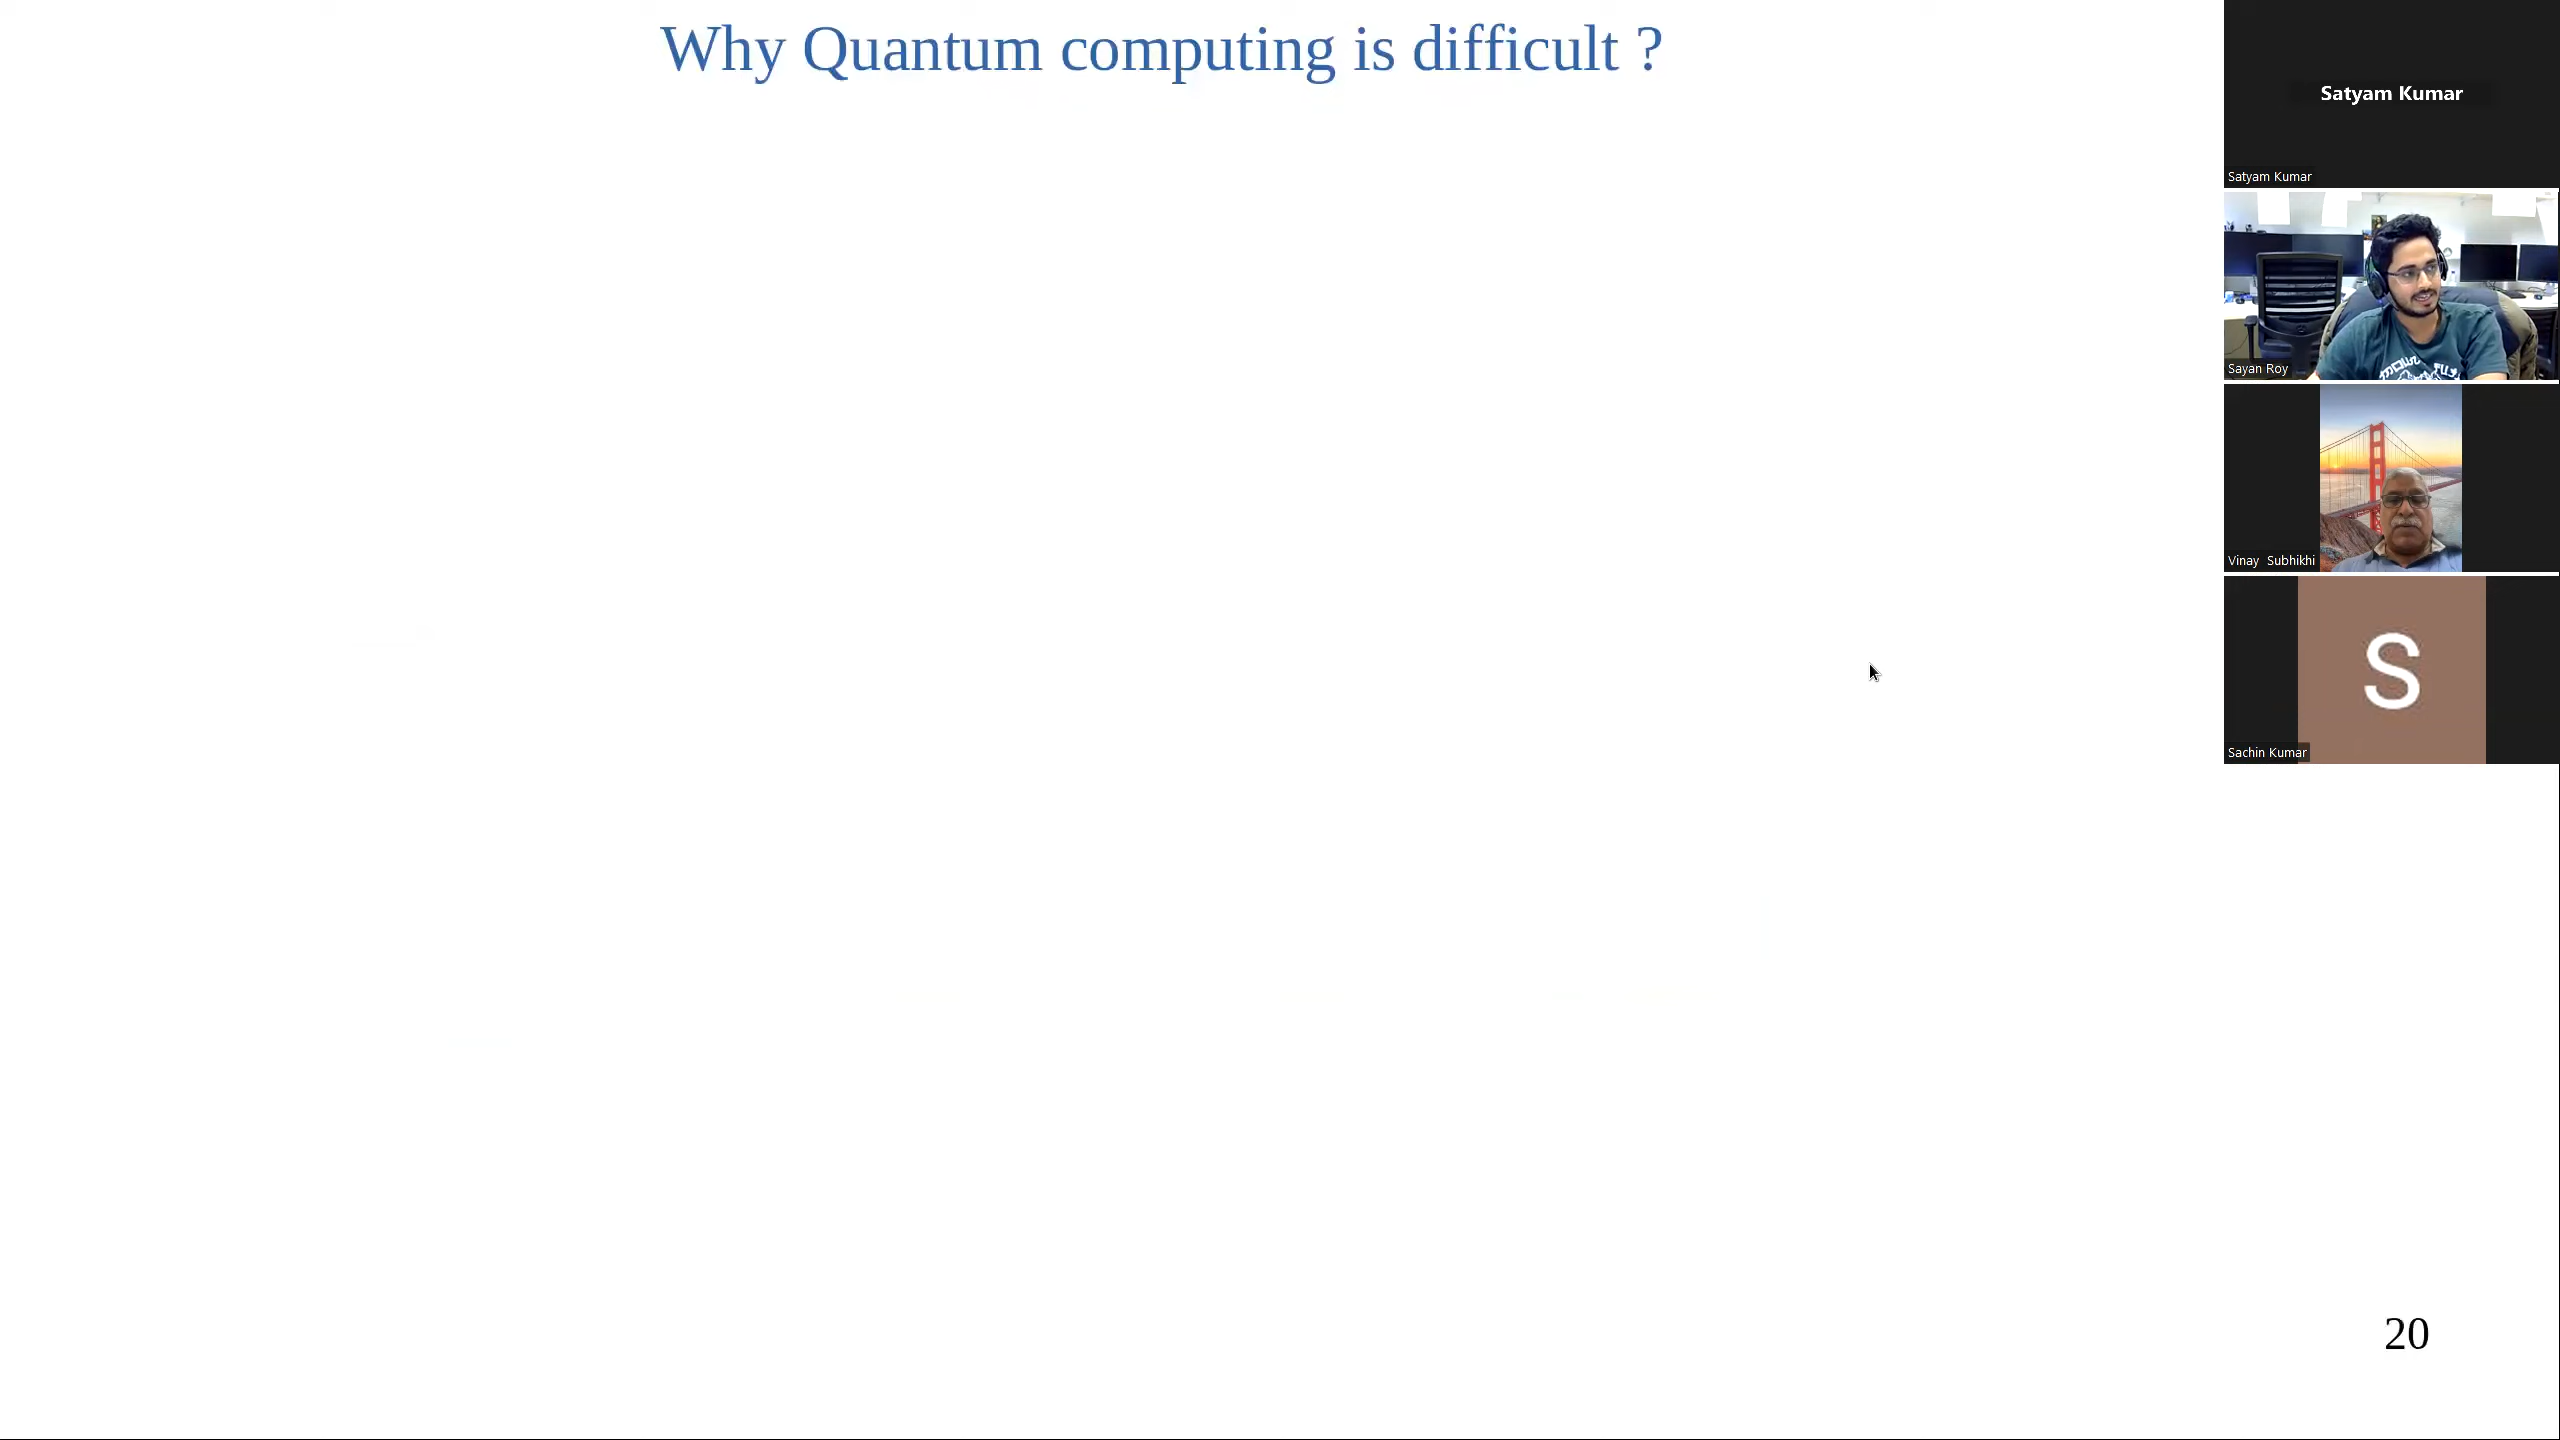 Why Quantum computing is difficult ?
Satyam Kumar
Satyam Kumar
Sayan Roy
Vinay Subhikhi
S
Sachin Kumar
20